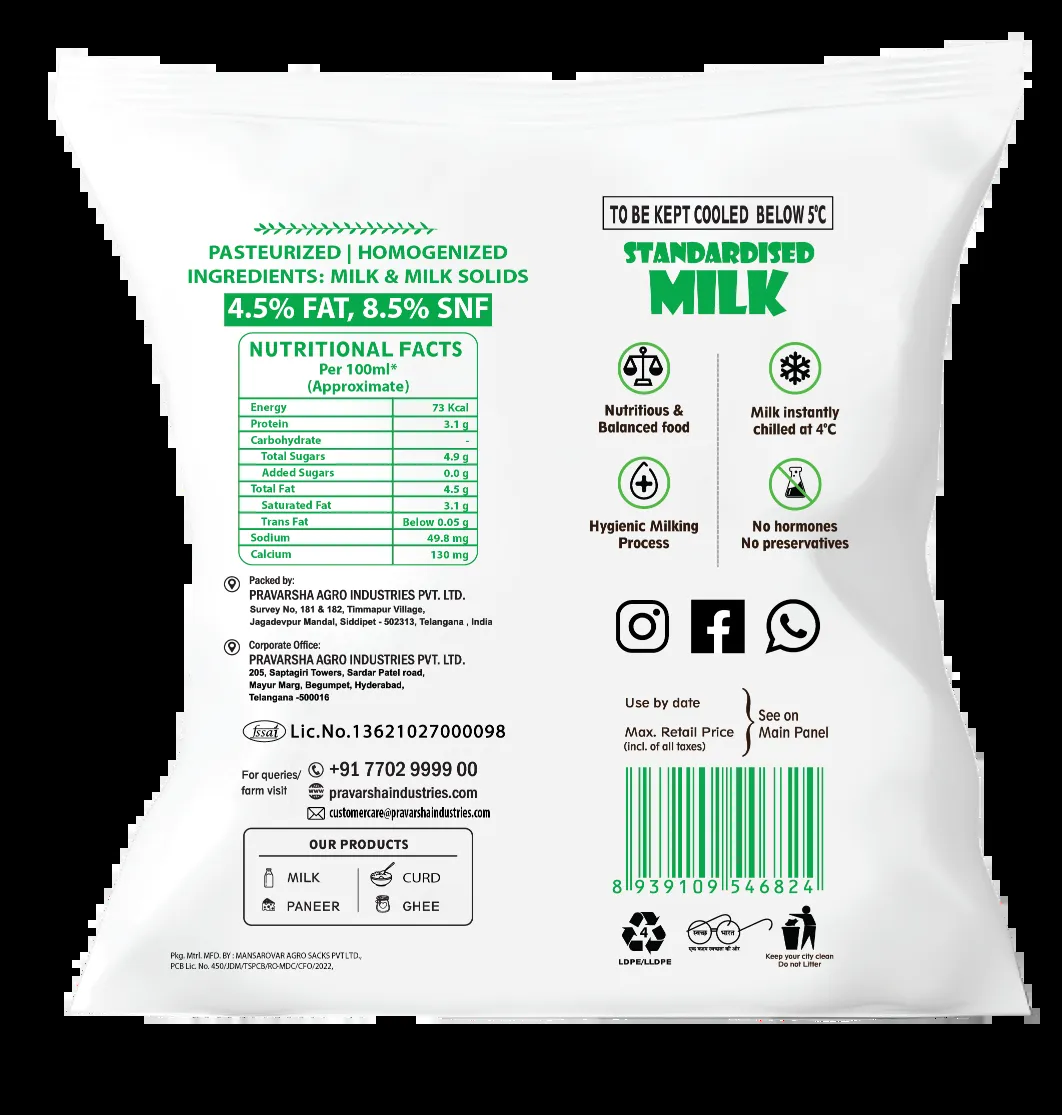 PASTEURIZED | HOMOGENIZED
INGREDIENTS: MILK & MILK SOLIDS
4.5% FAT, 8.5% SNF
NUTRITIONAL FACTS
Per 100ml*
(Approximate)
Energy 73 Kcal
Protein 3.1 g
Carbohydrate -
Total Sugars 4.9 g
Added Sugars 0.0 g
Total Fat 4.5 g
Saturated Fat 3.1 g
Trans Fat Below 0.05 g
Sodium 49.8 mg
Calcium 130 mg
Packed by:
PRAVARSHA AGRO INDUSTRIES PVT. LTD.
Survey No, 181 & 182, Timmapur Village,
Jagadevpur Mandal, Siddipet - 502313, Telangana , India
Corporate Office:
PRAVARSHA AGRO INDUSTRIES PVT. LTD.
205, Saptagiri Towers, Sardar Patel road,
Mayur Marg, Begumpet, Hyderabad,
Telangana -500016
fssai Lic.No.13621027000098
For queries/
farm visit
+91 7702 9999 00
www pravarshaindustries.com
customercare@pravarshaindustries.com
OUR PRODUCTS
MILK CURD
PANEER GHEE
Pkg. Mtrl. MFD. BY : MANSAROVAR AGRO SACKS PVT LTD.,
PCB Lic. No. 450/JDM/TSPCB/RO-MDC/CFO/2022,
TO BE KEPT COOLED BELOW 5°C
STANDARDISED
MILK
Nutritious &
Balanced food
Milk instantly
chilled at 4°C
Hygienic Milking
Process
No hormones
No preservatives
Use by date
Max. Retail Price
(incl. of all taxes)
See on
Main Panel
8 939109 546824
4
LDPE/LLDPE
स्वच्छ भारत
एक कदम स्वच्छता की ओर
Keep your city clean
Do not Litter